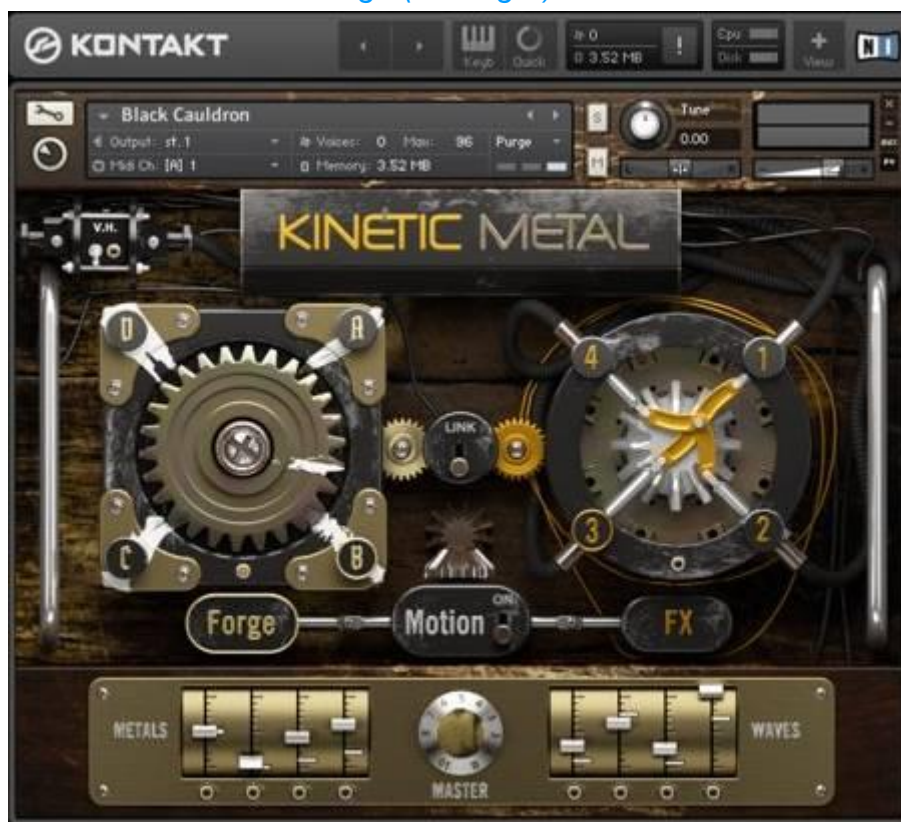 KONTAKT
Keyb
Quick
0
3.52 MB
!
Cpu
Disk
View
Black Cauldron
Output: st.1
Voices: 0 Max: 96 Purge
Midi Ch: [A] 1
Memory: 3.52 MB
S
M
Tune
0.00
V.H.
KINETIC METAL
D
A
4
1
LINK
C
B
3
2
Forge
Motion
ON
FX
METALS
MASTER
WAVES